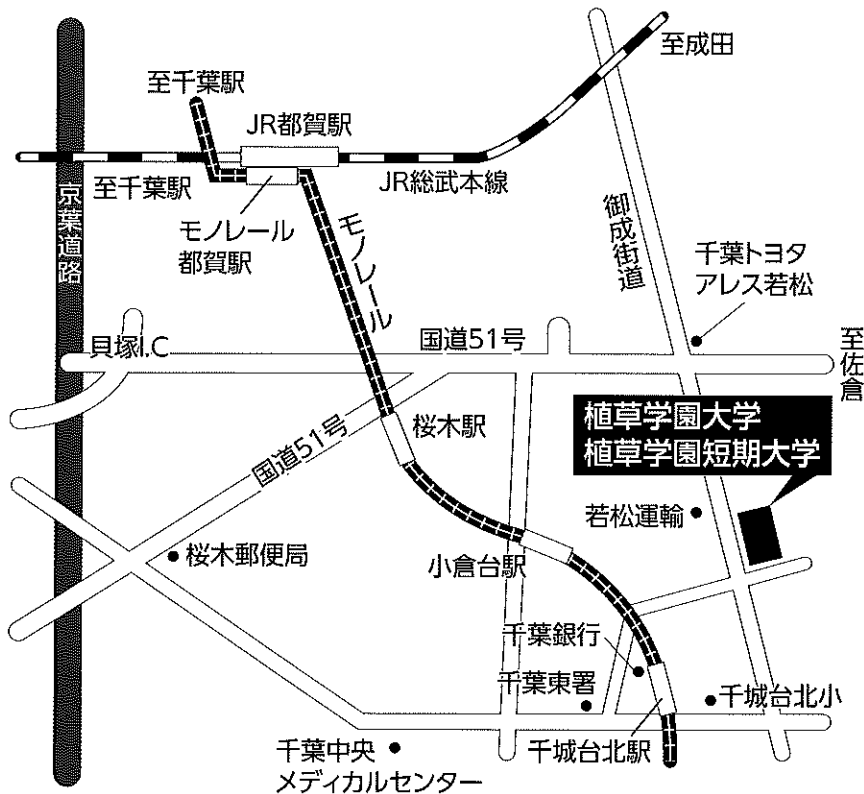 至成田
至千葉駅
JR都賀駅
至千葉駅
JR総武本線
京葉道路
モノレール
都賀駅
モノレール
御成街道
千葉トヨタ
アレス若松
貝塚I.C
国道51号
至佐倉
植草学園大学
植草学園短期大学
桜木駅
国道51号
若松運輸
桜木郵便局
小倉台駅
千葉銀行
千葉東署
千城台北小
千葉中央
メディカルセンター
千城台北駅